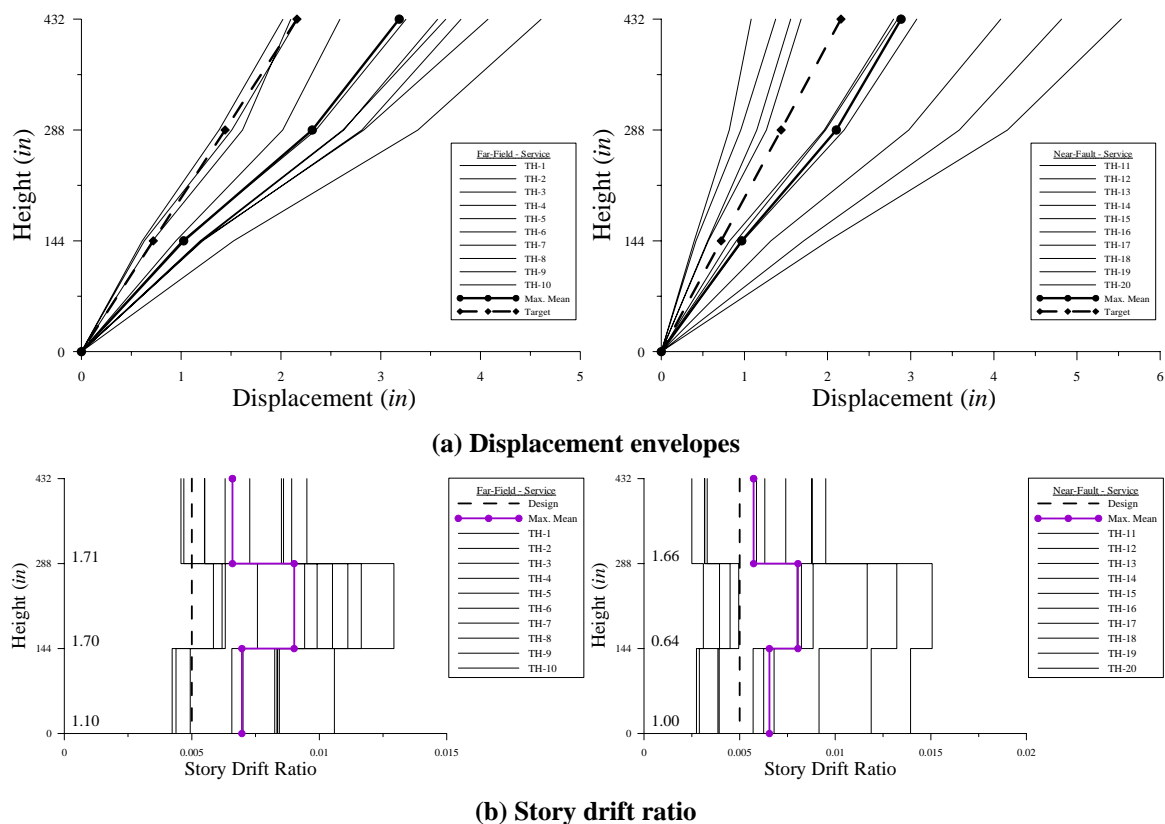 432
288
144
0
Height (in)
0
1
2
3
4
5
Displacement (in)
Far-Field - Service
TH-1
TH-2
TH-3
TH-4
TH-5
TH-6
TH-7
TH-8
TH-9
TH-10
Max. Mean
Target
432
288
144
0
Height (in)
0
1
2
3
4
5
6
Displacement (in)
Near-Fault - Service
TH-11
TH-12
TH-13
TH-14
TH-15
TH-16
TH-17
TH-18
TH-19
TH-20
Max. Mean
Target
(a) Displacement envelopes
432
288
144
0
Height (in)
1.71
1.70
1.10
0
0.005
0.01
0.015
Story Drift Ratio
Far-Field - Service
Design
Max. Mean
TH-1
TH-2
TH-3
TH-4
TH-5
TH-6
TH-7
TH-8
TH-9
TH-10
432
288
144
0
Height (in)
1.66
0.64
1.00
0
0.005
0.01
0.015
0.02
Story Drift Ratio
Near-Fault - Service
Design
Max. Mean
TH-11
TH-12
TH-13
TH-14
TH-15
TH-16
TH-17
TH-18
TH-19
TH-20
(b) Story drift ratio